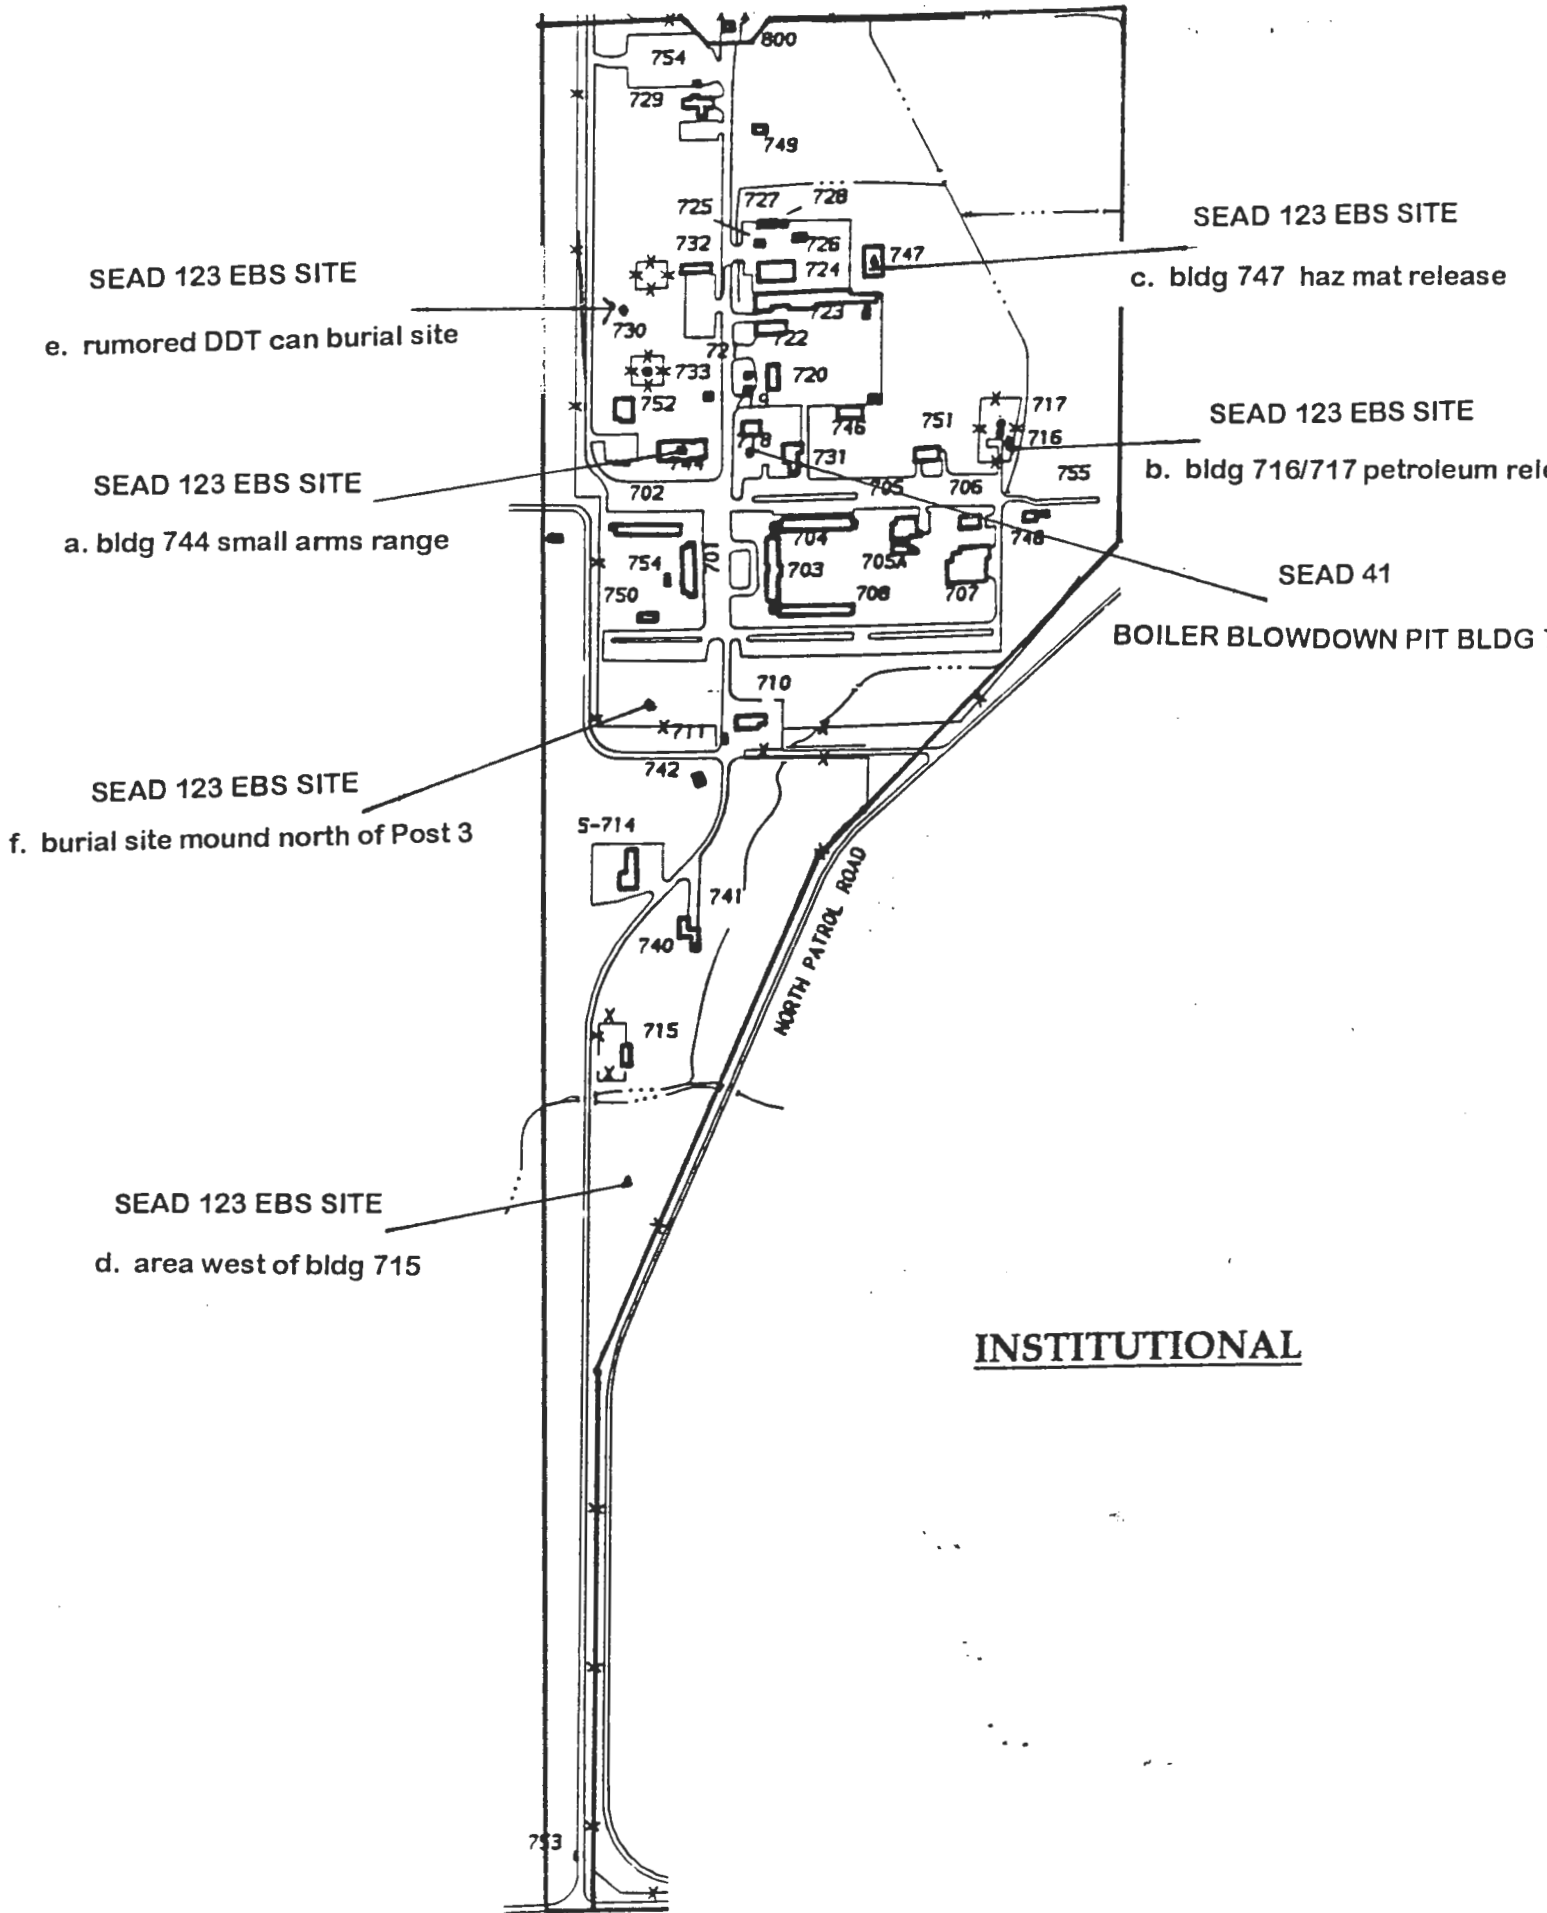 800
754
729
749
725
727
728
726
732
724
747
SEAD 123 EBS SITE
c. bldg 747 haz mat release
SEAD 123 EBS SITE
e. rumored DDT can burial site
730
723
722
72
733
720
752
9
746
751
717
716
755
SEAD 123 EBS SITE
b. bldg 716/717 petroleum rele
718
731
SEAD 123 EBS SITE
a. bldg 744 small arms range
744
702
705
706
704
748
754
701
703
705A
750
708
707
SEAD 41
BOILER BLOWDOWN PIT BLDG
710
711
742
SEAD 123 EBS SITE
f. burial site mound north of Post 3
S-714
741
740
NORTH PATROL ROAD
715
SEAD 123 EBS SITE
d. area west of bldg 715
INSTITUTIONAL
753